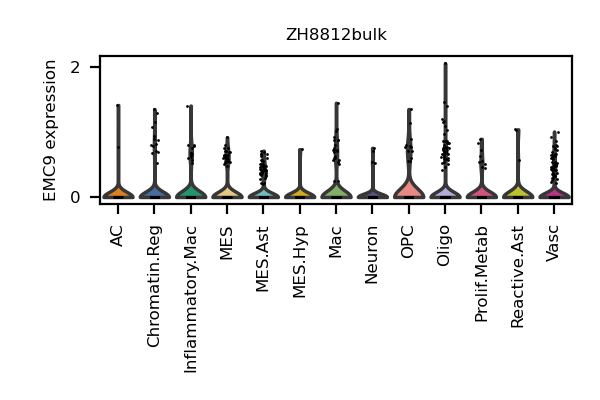 ZH8812bulk
EMC9 expression
2
0
AC
Chromatin.Reg
Inflammatory.Mac
MES
MES.Ast
MES.Hyp
Mac
Neuron
OPC
Oligo
Prolif.Metab
Reactive.Ast
Vasc